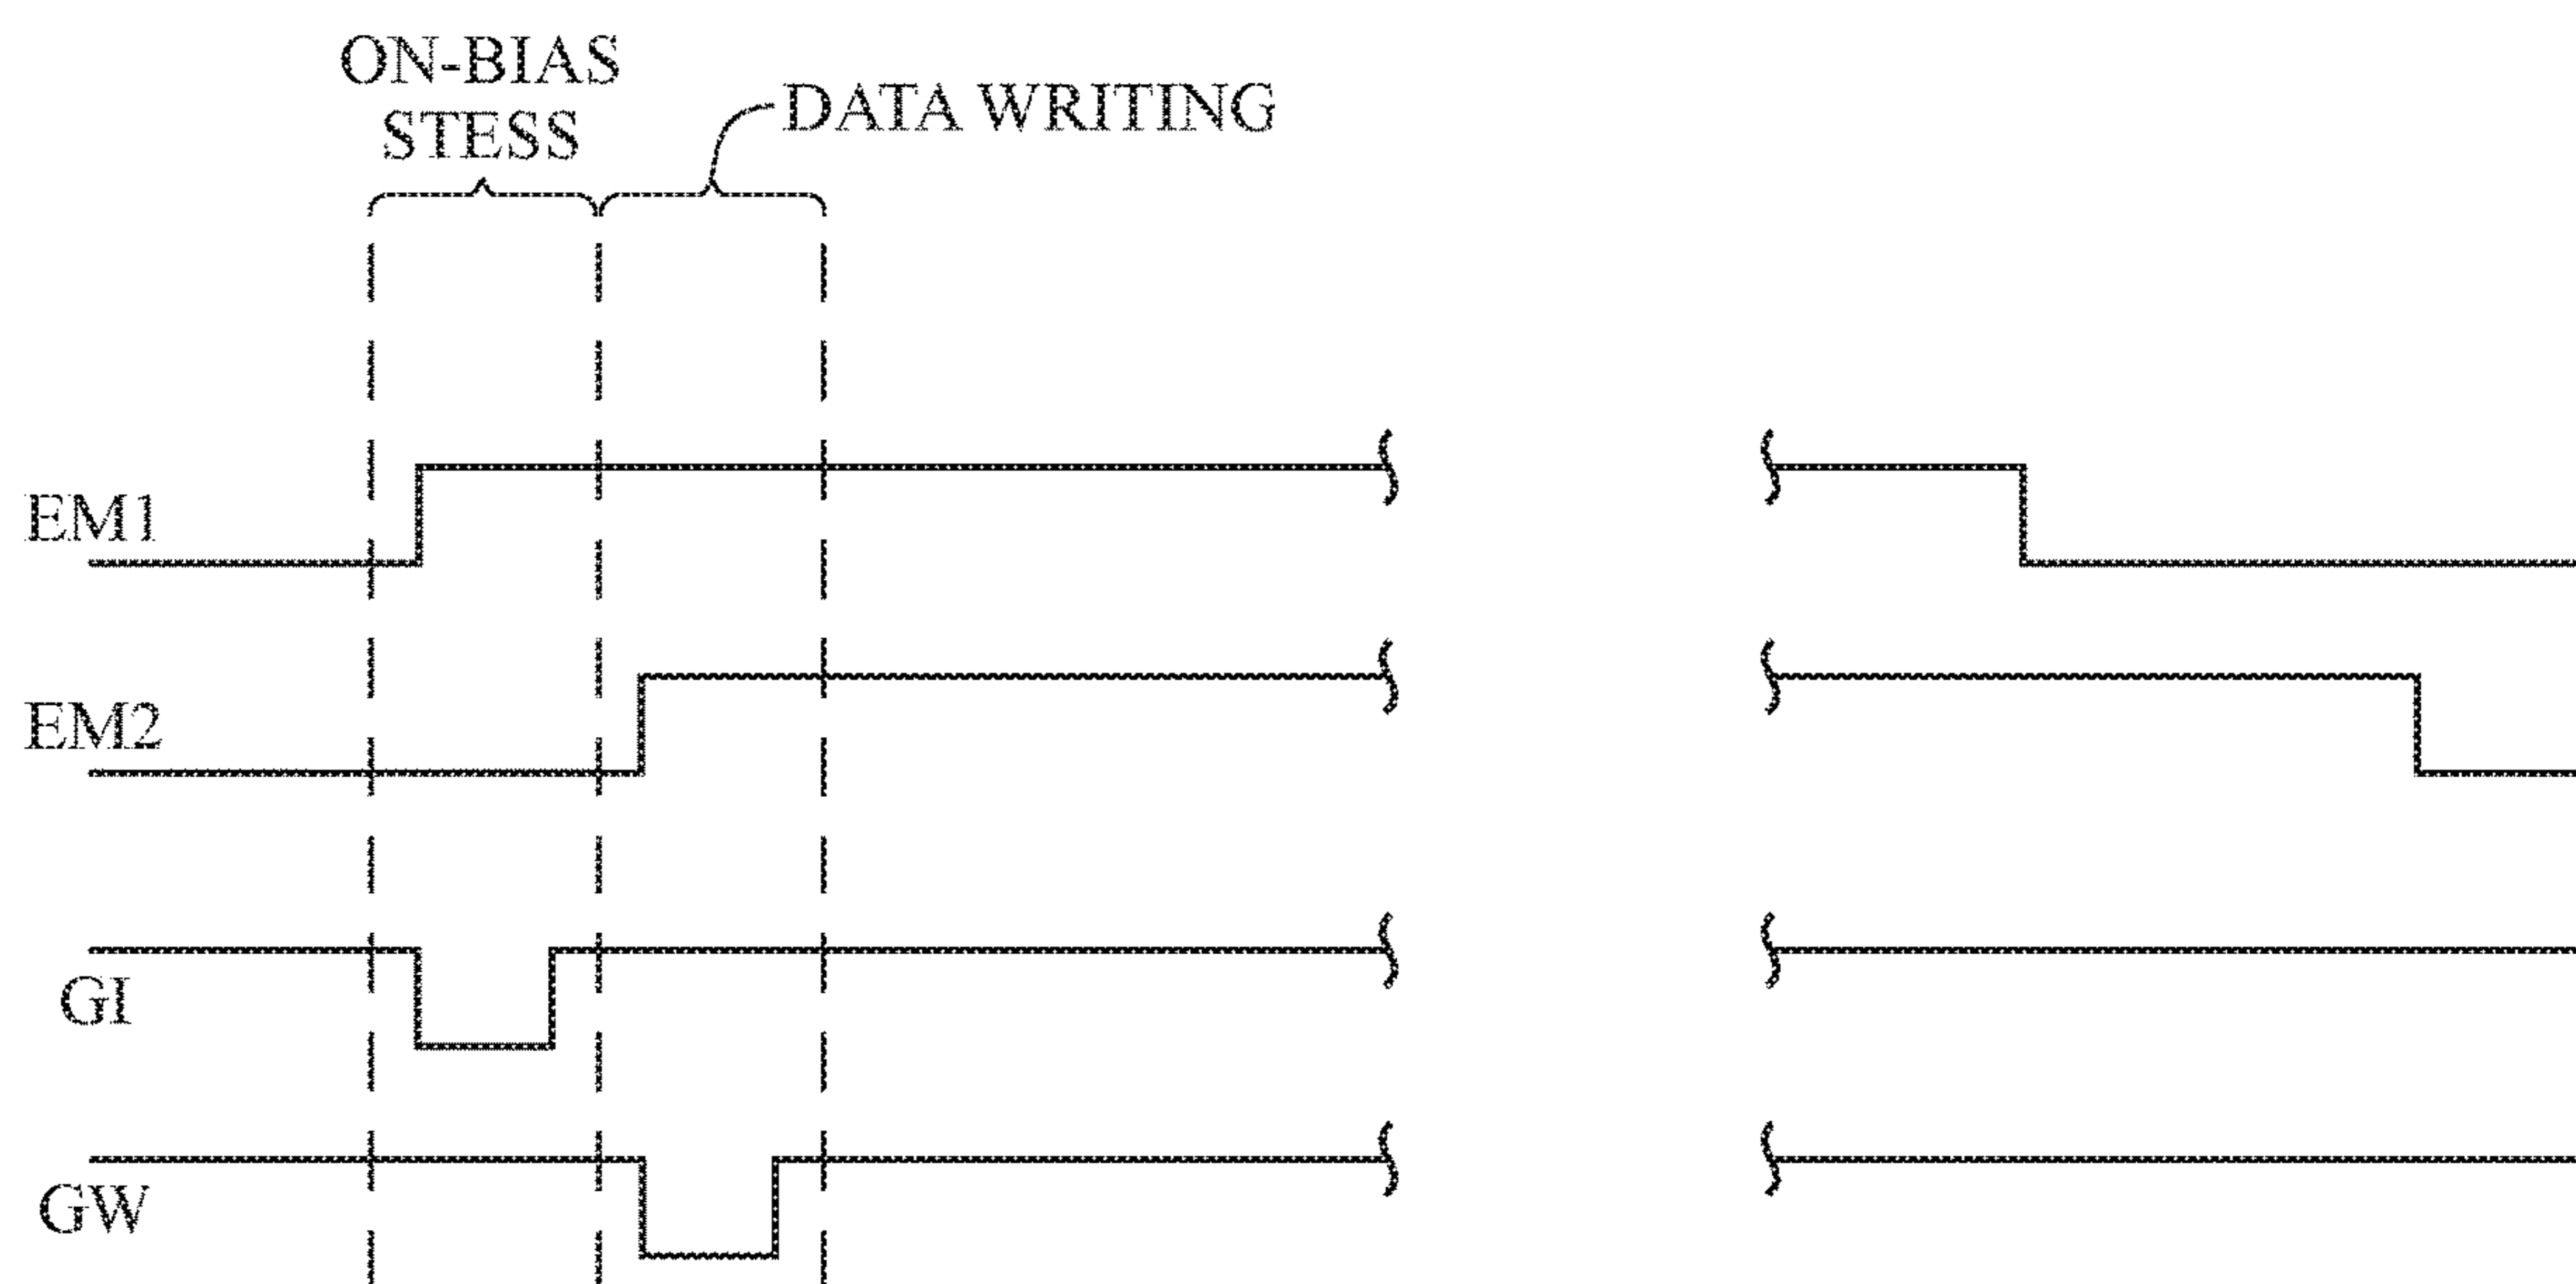 ON-BIAS
STESS
DATA WRITING
EM1
EM2
GI
GW